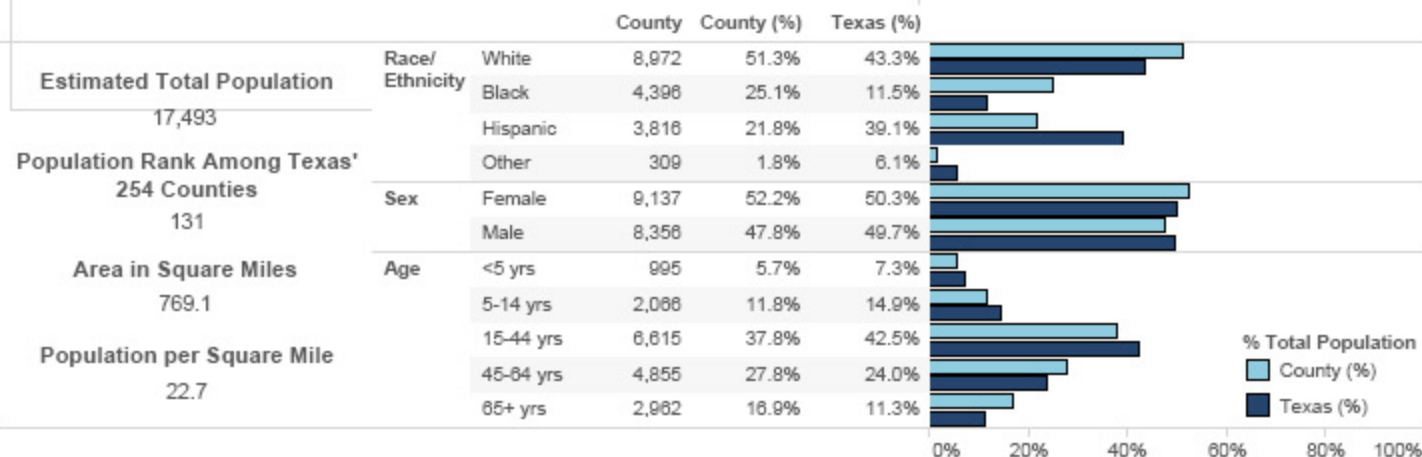 County County (%) Texas (%)
Estimated Total Population
17,493
Population Rank Among Texas'
254 Counties
131
Area in Square Miles
769.1
Population per Square Mile
22.7
Race/
Ethnicity
White 8,972 51.3% 43.3%
Black 4,396 25.1% 11.5%
Hispanic 3,816 21.8% 39.1%
Other 309 1.8% 6.1%
Sex Female 9,137 52.2% 50.3%
Male 8,356 47.8% 49.7%
Age <5 yrs 995 5.7% 7.3%
5-14 yrs 2,066 11.8% 14.9%
15-44 yrs 6,615 37.8% 42.5%
45-64 yrs 4,855 27.8% 24.0%
65+ yrs 2,962 16.9% 11.3%
% Total Population
County (%)
Texas (%)
0% 20% 40% 60% 80% 100%